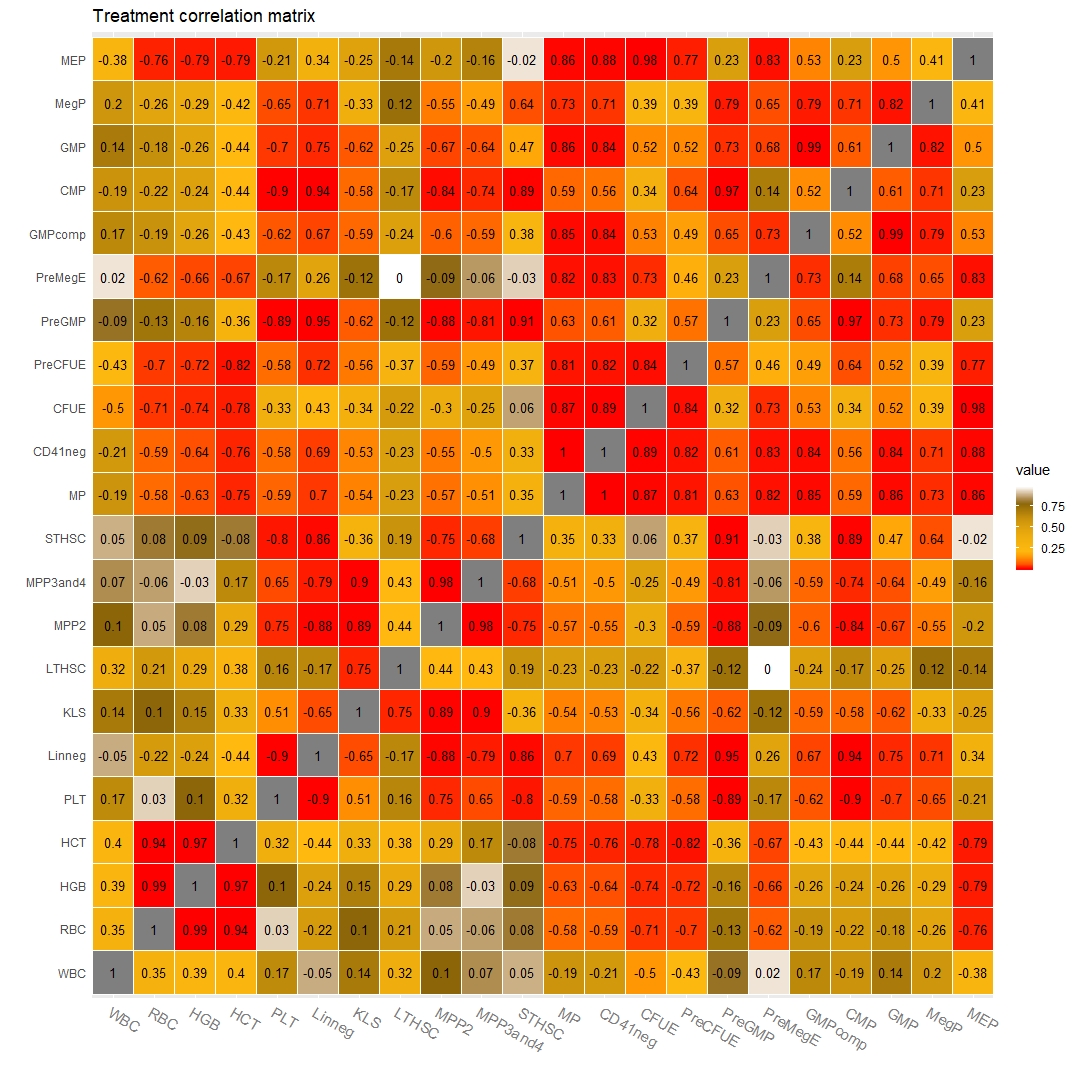 Treatment correlation matrix
MEP -0.38 -0.76 -0.79 -0.79 -0.21 0.34 -0.25 -0.14 -0.2 -0.16 -0.02 0.86 0.88 0.98 0.77 0.23 0.83 0.53 0.23 0.5 0.41 1
MegP 0.2 -0.26 -0.29 -0.42 -0.65 0.71 -0.33 0.12 -0.55 -0.49 0.64 0.73 0.71 0.39 0.39 0.79 0.65 0.79 0.71 0.82 1 0.41
GMP 0.14 -0.18 -0.26 -0.44 -0.7 0.75 -0.62 -0.25 -0.67 -0.64 0.47 0.86 0.84 0.52 0.52 0.73 0.68 0.99 0.61 1 0.82 0.5
CMP -0.19 -0.22 -0.24 -0.44 -0.9 0.94 -0.58 -0.17 -0.84 -0.74 0.89 0.59 0.56 0.34 0.64 0.97 0.14 0.52 1 0.61 0.71 0.23
GMPcomp 0.17 -0.19 -0.26 -0.43 -0.62 0.67 -0.59 -0.24 -0.6 -0.59 0.38 0.85 0.84 0.53 0.49 0.65 0.73 1 0.52 0.99 0.79 0.53
PreMegE 0.02 -0.62 -0.66 -0.67 -0.17 0.26 -0.12 0 -0.09 -0.06 -0.03 0.82 0.83 0.73 0.46 0.23 1 0.73 0.14 0.68 0.65 0.83
PreGMP -0.09 -0.13 -0.16 -0.36 -0.89 0.95 -0.62 -0.12 -0.88 -0.81 0.91 0.63 0.61 0.32 0.57 1 0.23 0.65 0.97 0.73 0.79 0.23
PreCFUE -0.43 -0.7 -0.72 -0.82 -0.58 0.72 -0.56 -0.37 -0.59 -0.49 0.37 0.81 0.82 0.84 1 0.57 0.46 0.49 0.64 0.52 0.39 0.77
CFUE -0.5 -0.71 -0.74 -0.78 -0.33 0.43 -0.34 -0.22 -0.3 -0.25 0.06 0.87 0.89 1 0.84 0.32 0.73 0.53 0.34 0.52 0.39 0.98
CD41neg -0.21 -0.59 -0.64 -0.76 -0.58 0.69 -0.53 -0.23 -0.55 -0.5 0.33 1 1 0.89 0.82 0.61 0.83 0.84 0.56 0.84 0.71 0.88
MP -0.19 -0.58 -0.63 -0.75 -0.59 0.7 -0.54 -0.23 -0.57 -0.51 0.35 1 1 0.87 0.81 0.63 0.82 0.85 0.59 0.86 0.73 0.86
STHSC 0.05 0.08 0.09 -0.08 -0.8 0.86 -0.36 0.19 -0.75 -0.68 1 0.35 0.33 0.06 0.37 0.91 -0.03 0.38 0.89 0.47 0.64 -0.02
MPP3and4 0.07 -0.06 -0.03 0.17 0.65 -0.79 0.9 0.43 0.98 1 -0.68 -0.51 -0.5 -0.25 -0.49 -0.81 -0.06 -0.59 -0.74 -0.64 -0.49 -0.16
MPP2 0.1 0.05 0.08 0.29 0.75 -0.88 0.89 0.44 1 0.98 -0.75 -0.57 -0.55 -0.3 -0.59 -0.88 -0.09 -0.6 -0.84 -0.67 -0.55 -0.2
LTHSC 0.32 0.21 0.29 0.38 0.16 -0.17 0.75 1 0.44 0.43 0.19 -0.23 -0.23 -0.22 -0.37 -0.12 0 -0.24 -0.17 -0.25 0.12 -0.14
KLS 0.14 0.1 0.15 0.33 0.51 -0.65 1 0.75 0.89 0.9 -0.36 -0.54 -0.53 -0.34 -0.56 -0.62 -0.12 -0.59 -0.58 -0.62 -0.33 -0.25
Linneg -0.05 -0.22 -0.24 -0.44 -0.9 1 -0.65 -0.17 -0.88 -0.79 0.86 0.7 0.69 0.43 0.72 0.95 0.26 0.67 0.94 0.75 0.71 0.34
PLT 0.17 0.03 0.1 0.32 1 -0.9 0.51 0.16 0.75 0.65 -0.8 -0.59 -0.58 -0.33 -0.58 -0.89 -0.17 -0.62 -0.9 -0.7 -0.65 -0.21
HCT 0.4 0.94 0.97 1 0.32 -0.44 0.33 0.38 0.29 0.17 -0.08 -0.75 -0.76 -0.78 -0.82 -0.36 -0.67 -0.43 -0.44 -0.44 -0.42 -0.79
HGB 0.39 0.99 1 0.97 0.1 -0.24 0.15 0.29 0.08 -0.03 0.09 -0.63 -0.64 -0.74 -0.72 -0.16 -0.66 -0.26 -0.24 -0.26 -0.29 -0.79
RBC 0.35 1 0.99 0.94 0.03 -0.22 0.1 0.21 0.05 -0.06 0.08 -0.58 -0.59 -0.71 -0.7 -0.13 -0.62 -0.19 -0.22 -0.18 -0.26 -0.76
WBC 1 0.35 0.39 0.4 0.17 -0.05 0.14 0.32 0.1 0.07 0.05 -0.19 -0.21 -0.5 -0.43 -0.09 0.02 0.17 -0.19 0.14 0.2 -0.38
WBC RBC HGB HCT PLT Linneg KLS LTHSC MPP2 MPP3and4 STHSC MP CD41neg CFUE PreCFUE PreGMP PreMegE GMPcomp CMP GMP MegP MEP
value
0.75
0.50
0.25